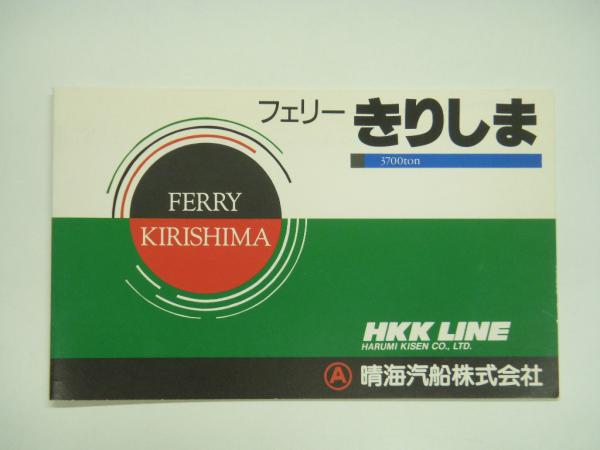 フェリー きりしま
3700ton
FERRY
KIRISHIMA
HKK LINE
HARUMI KISEN CO., LTD.
A 晴海汽船株式会社